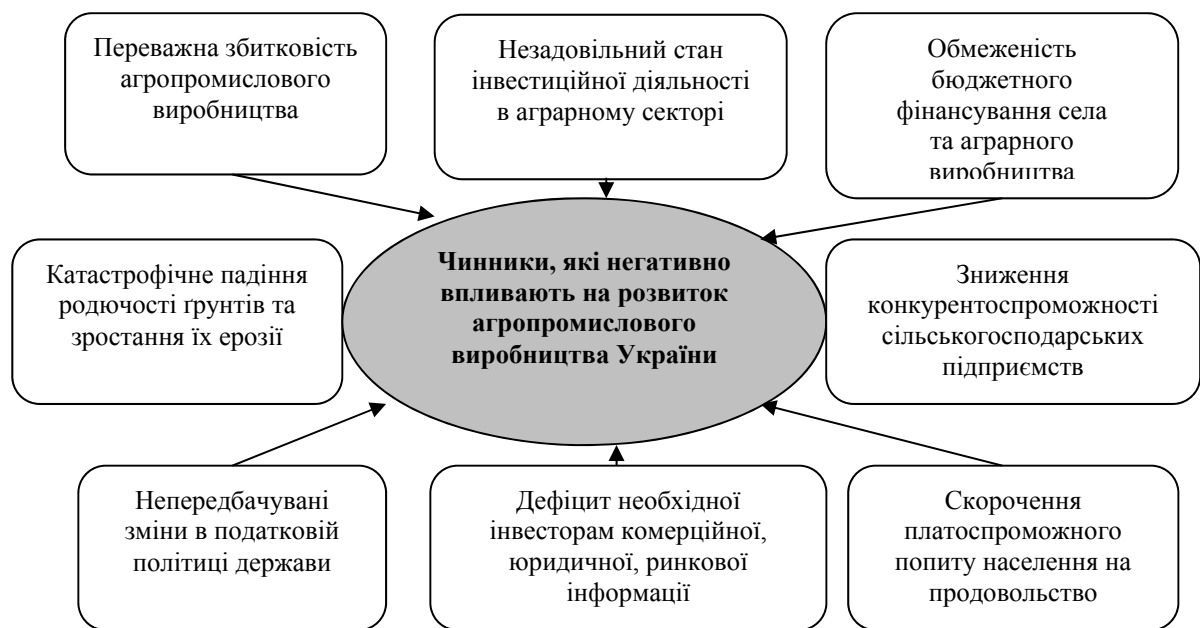 Переважна збитковість
агропромислового
виробництва
Незадовільний стан
інвестиційної діяльності
в аграрному секторі
Обмеженість
бюджетного
фінансування села
та аграрного
виробництва
Катастрофічне падіння
родючості ґрунтів та
зростання їх ерозії
Чинники, які негативно
впливають на розвиток
агропромислового
виробництва України
Зниження
конкурентоспроможності
сільськогосподарських
підприємств
Непередбачувані
зміни в податковій
політиці держави
Дефіцит необхідної
інвесторам комерційної,
юридичної, ринкової
інформації
Скорочення
платоспроможного
попиту населення на
продовольство